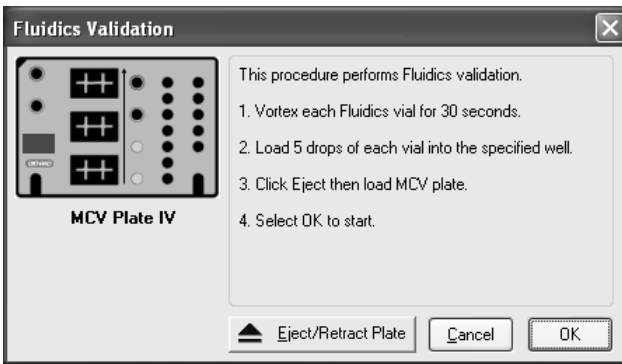 Fluidics Validation
This procedure performs Fluidics validation.
1. Vortex each Fluidics vial for 30 seconds.
2. Load 5 drops of each vial into the specified well.
3. Click Eject then load MCV plate.
4. Select OK to start.
MCV Plate IV
Eject/Retract Plate
Cancel
OK